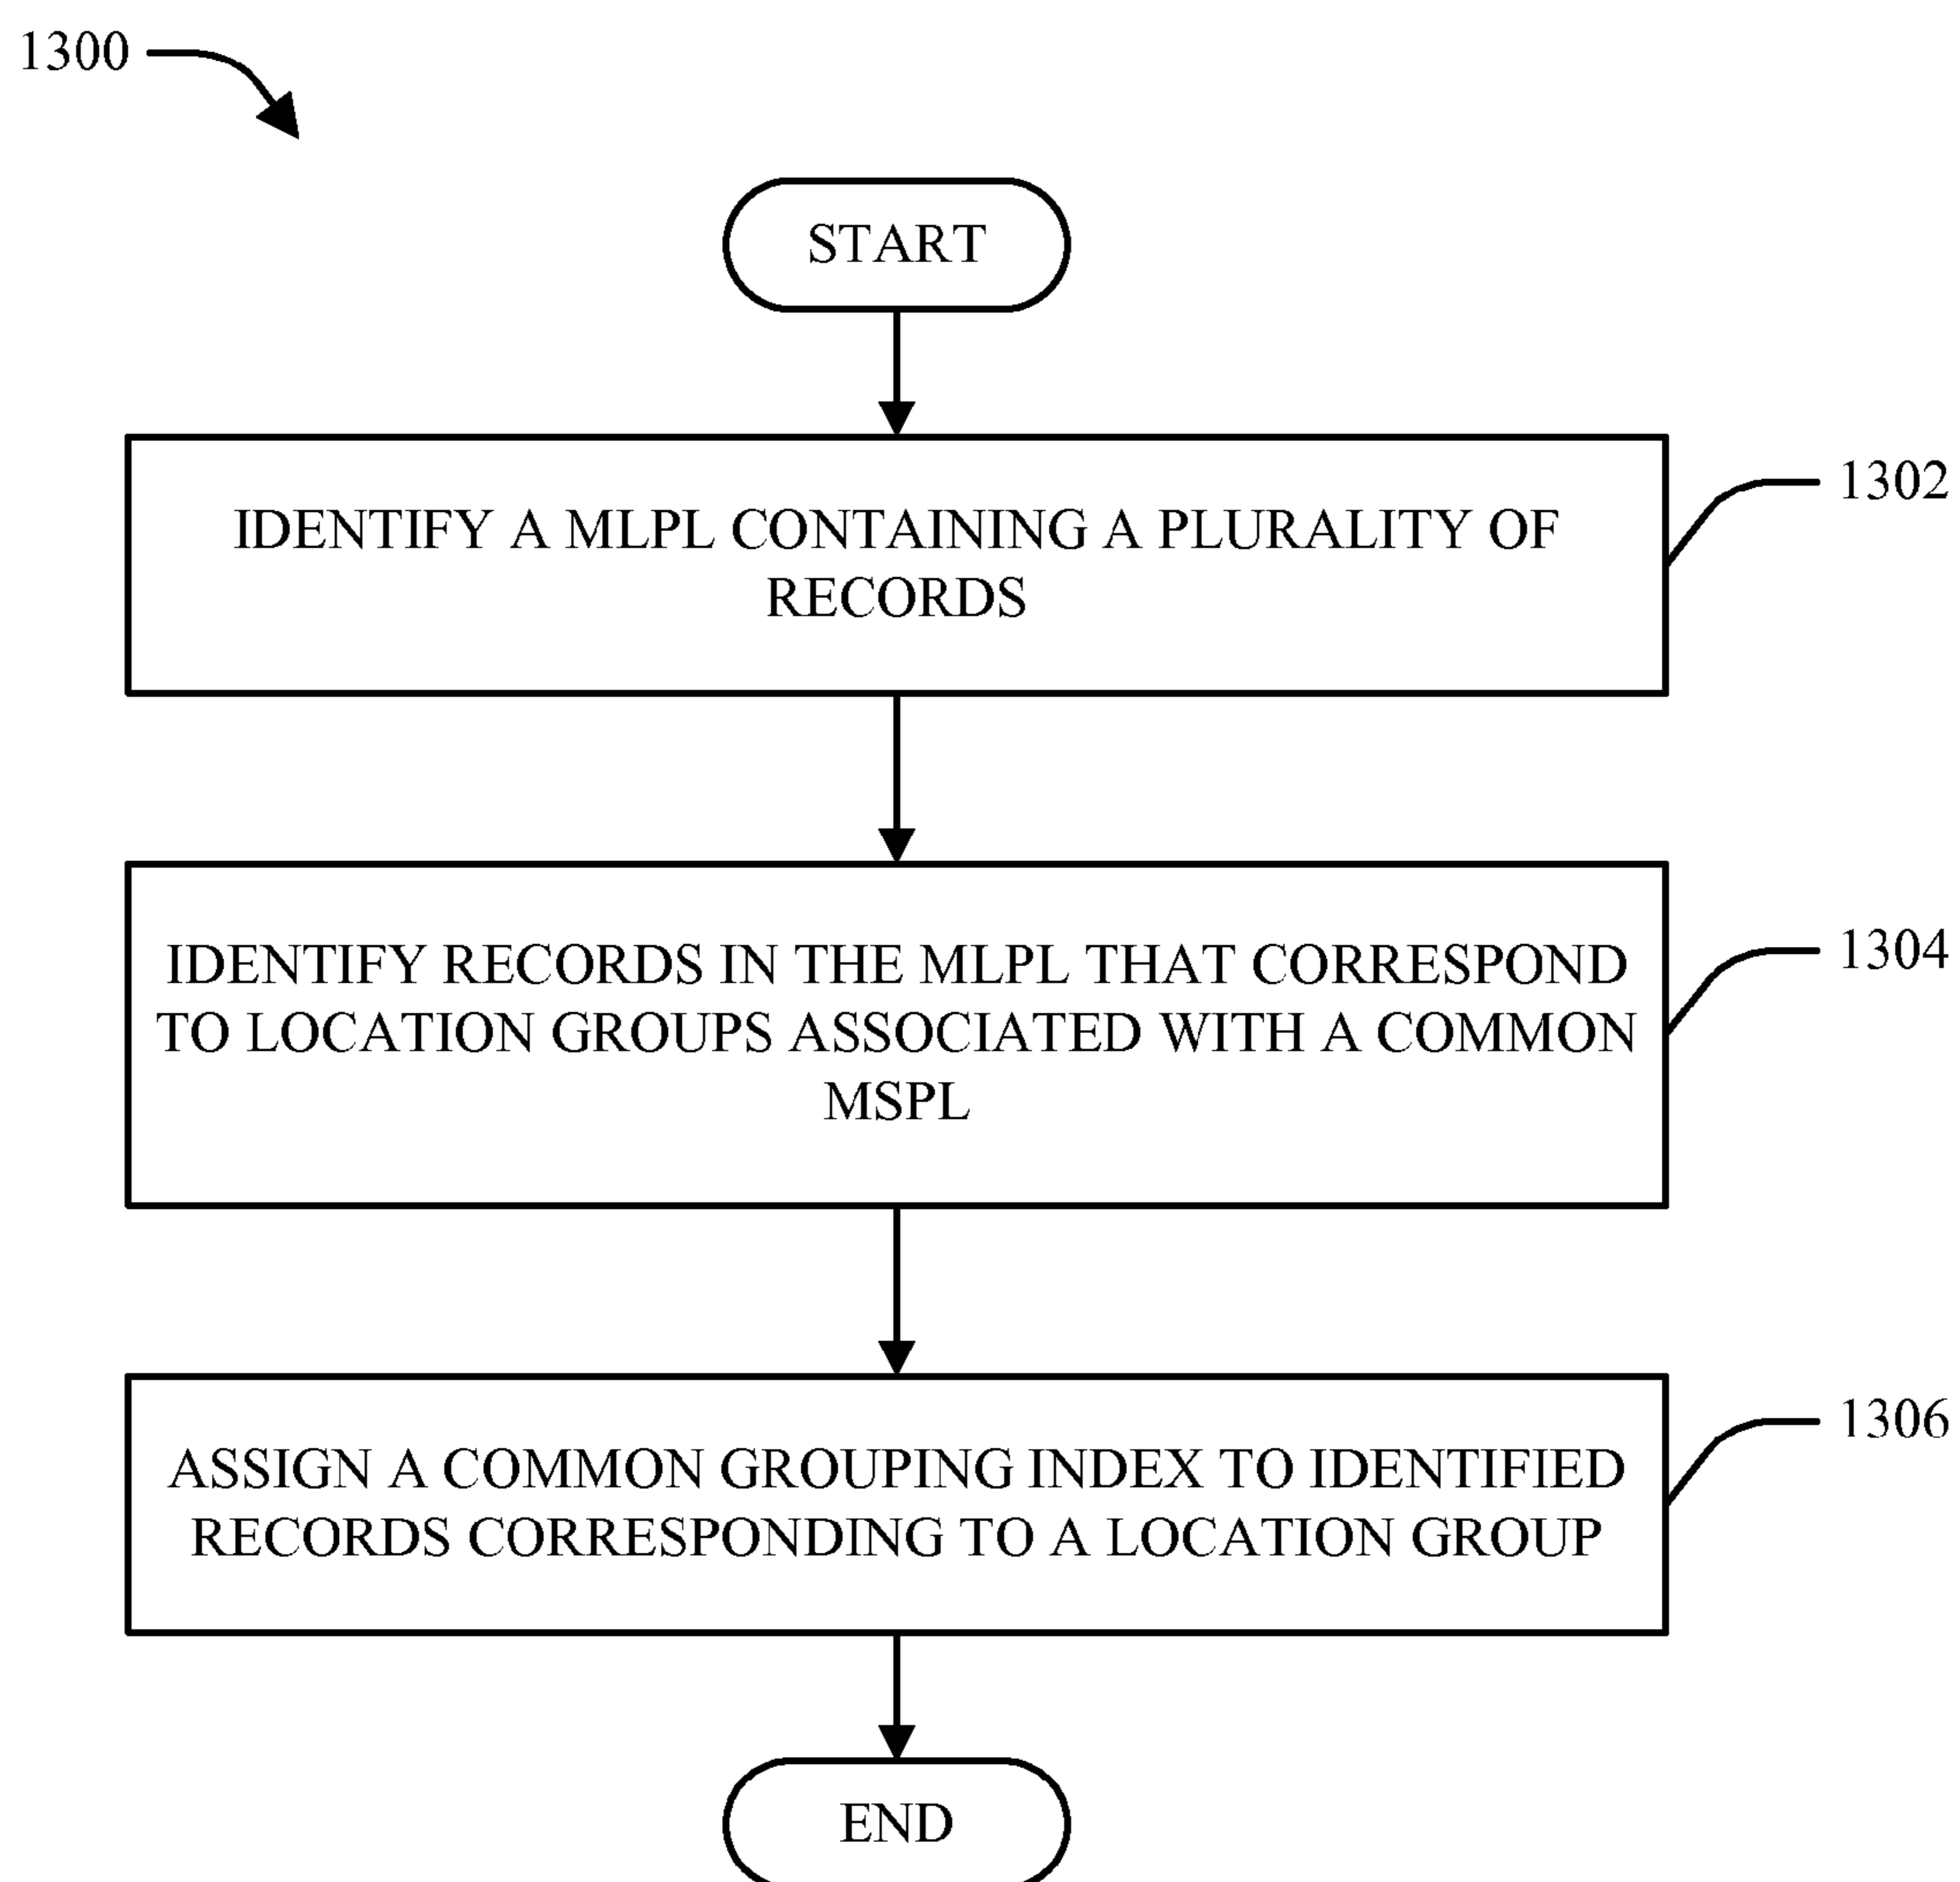 1300
START
IDENTIFY A MLPL CONTAINING A PLURALITY OF
RECORDS
1302
IDENTIFY RECORDS IN THE MLPL THAT CORRESPOND
TO LOCATION GROUPS ASSOCIATED WITH A COMMON
MSPL
1304
ASSIGN A COMMON GROUPING INDEX TO IDENTIFIED
RECORDS CORRESPONDING TO A LOCATION GROUP
1306
END